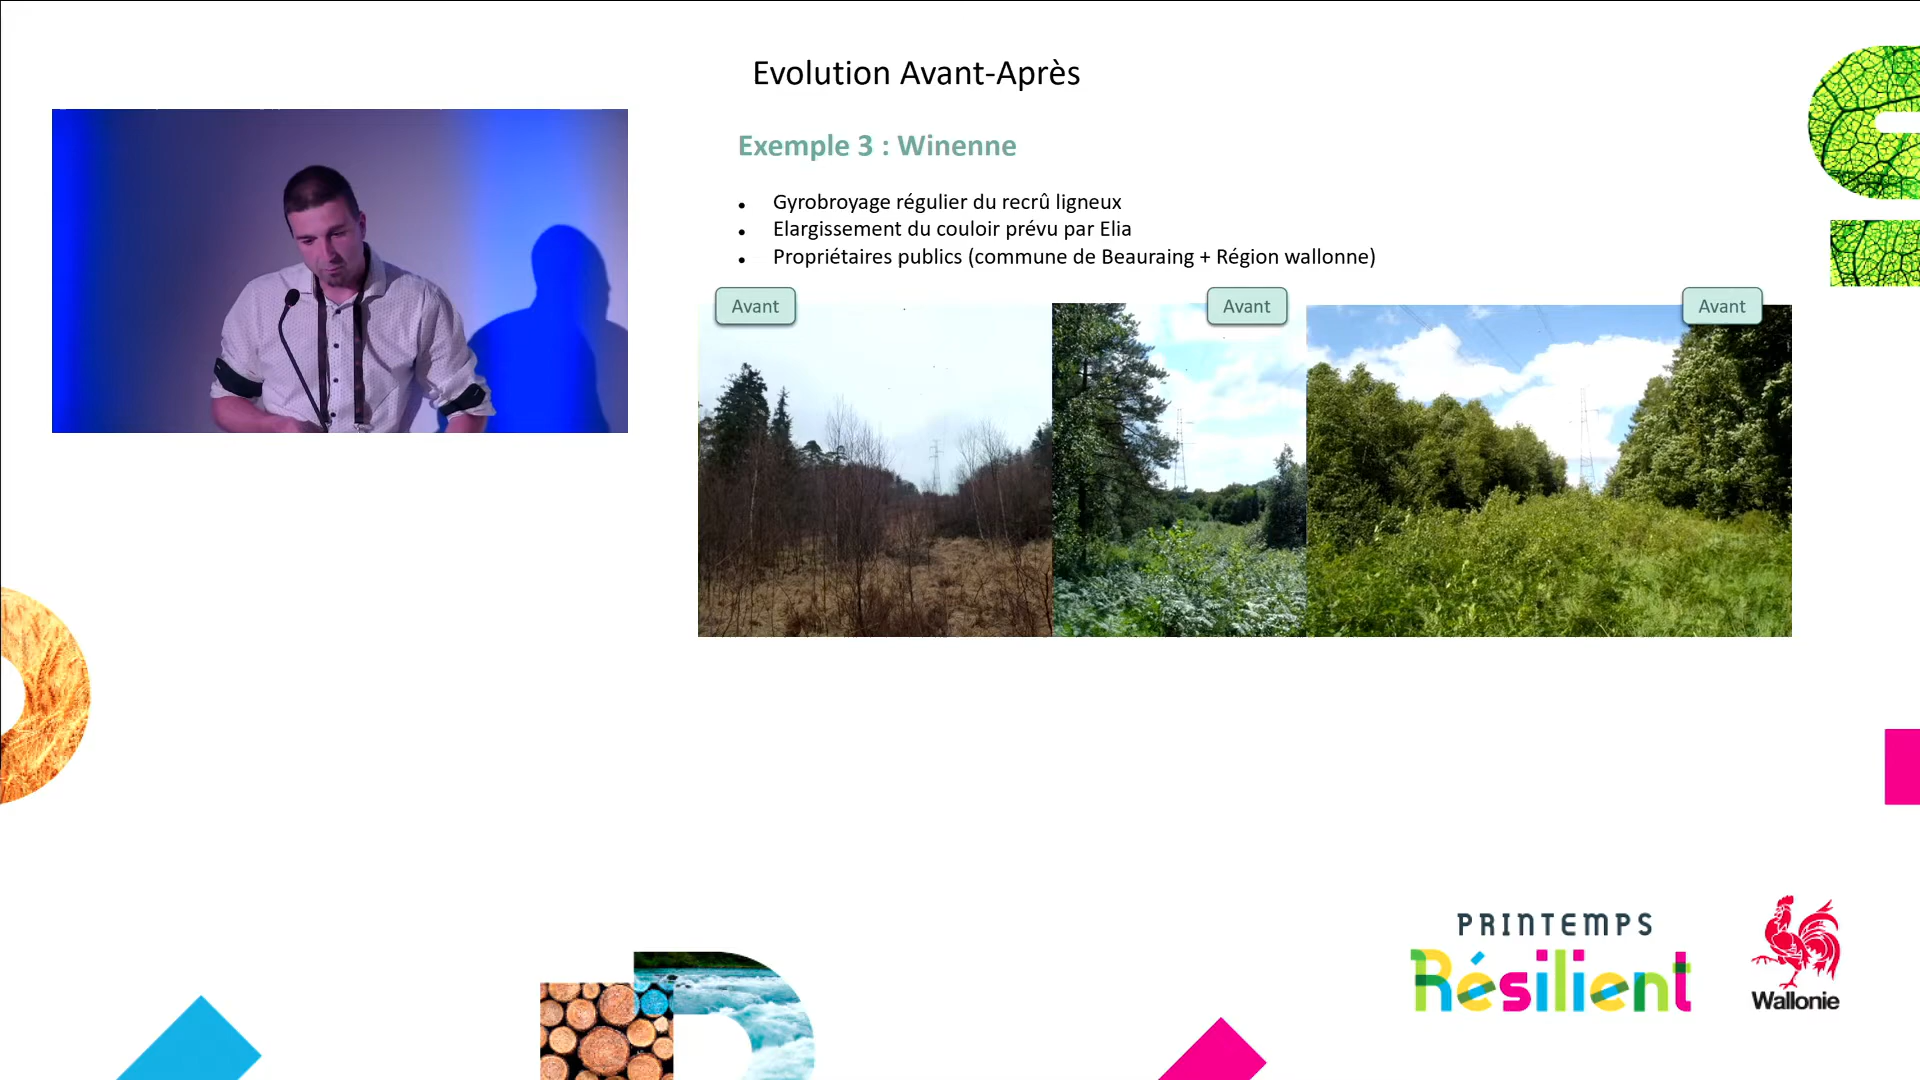 Evolution Avant-Après
Exemple 3 : Winenne
• Gyrobroyage régulier du recrû ligneux
• Elargissement du couloir prévu par Elia
• Propriétaires publics (commune de Beauraing + Région wallonne)
Avant
Avant
Avant
PRINTEMPS
Résilient
Wallonie